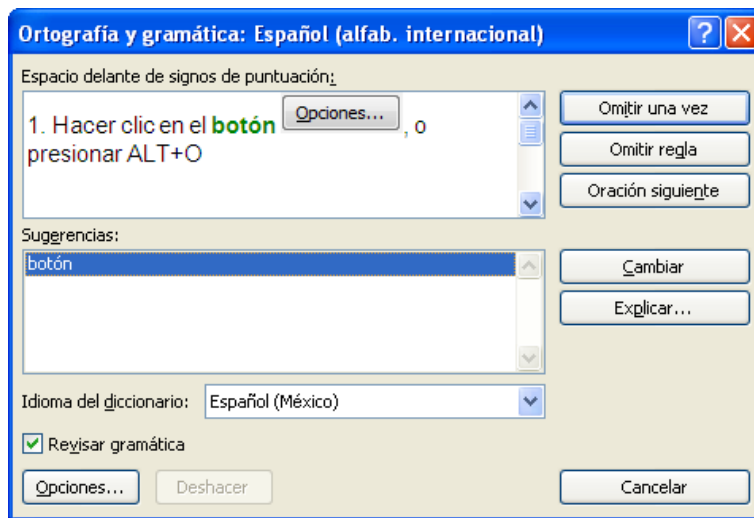 Ortografía y gramática: Español (alfab. internacional)
Espacio delante de signos de puntuación:
1. Hacer clic en el botón Opciones... , o
presionar ALT+O
Omitir una vez
Omitir regla
Oración siguiente
Sugerencias:
botón
Cambiar
Explicar...
Idioma del diccionario: Español (México)
Revisar gramática
Opciones... Deshacer Cancelar